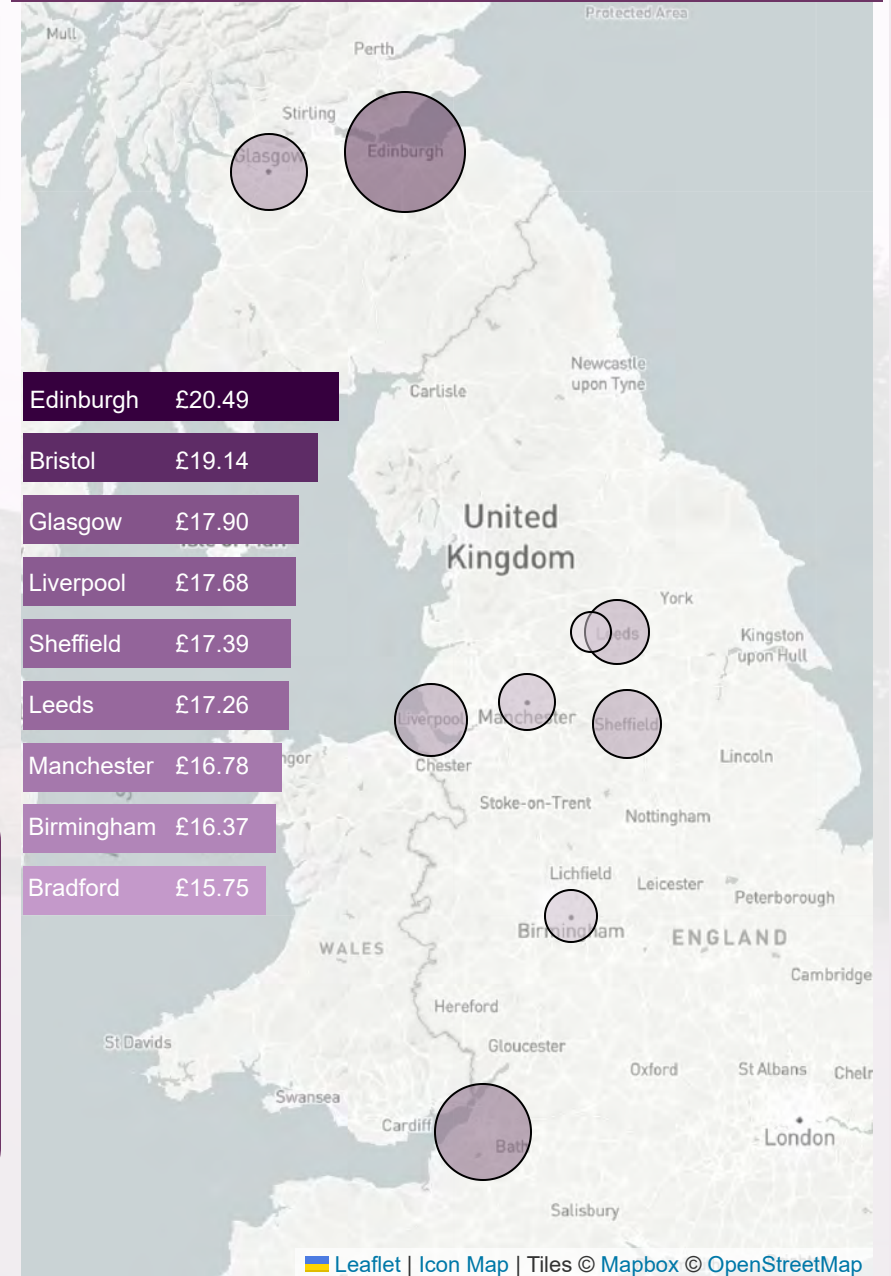 Protected Area
Mull
Perth
Stirling
Glasgow
Edinburgh
Newcastle
upon Tyne
Carlisle
Edinburgh £20.49
Bristol £19.14
Glasgow £17.90
Liverpool £17.68
Sheffield £17.39
Leeds £17.26
Manchester £16.78
Birmingham £16.37
Bradford £15.75
United
Kingdom
York
Leeds
Kingston
upon Hull
Liverpool
Manchester
Sheffield
Chester
Lincoln
Stoke-on-Trent
Nottingham
Lichfield
Leicester
Peterborough
Birmingham
ENGLAND
WALES
Cambridge
Hereford
St Davids
Gloucester
Oxford
St Albans
Chelr
Swansea
Cardiff
Bath
London
Salisbury
Leaflet | Icon Map | Tiles © Mapbox © OpenStreetMap